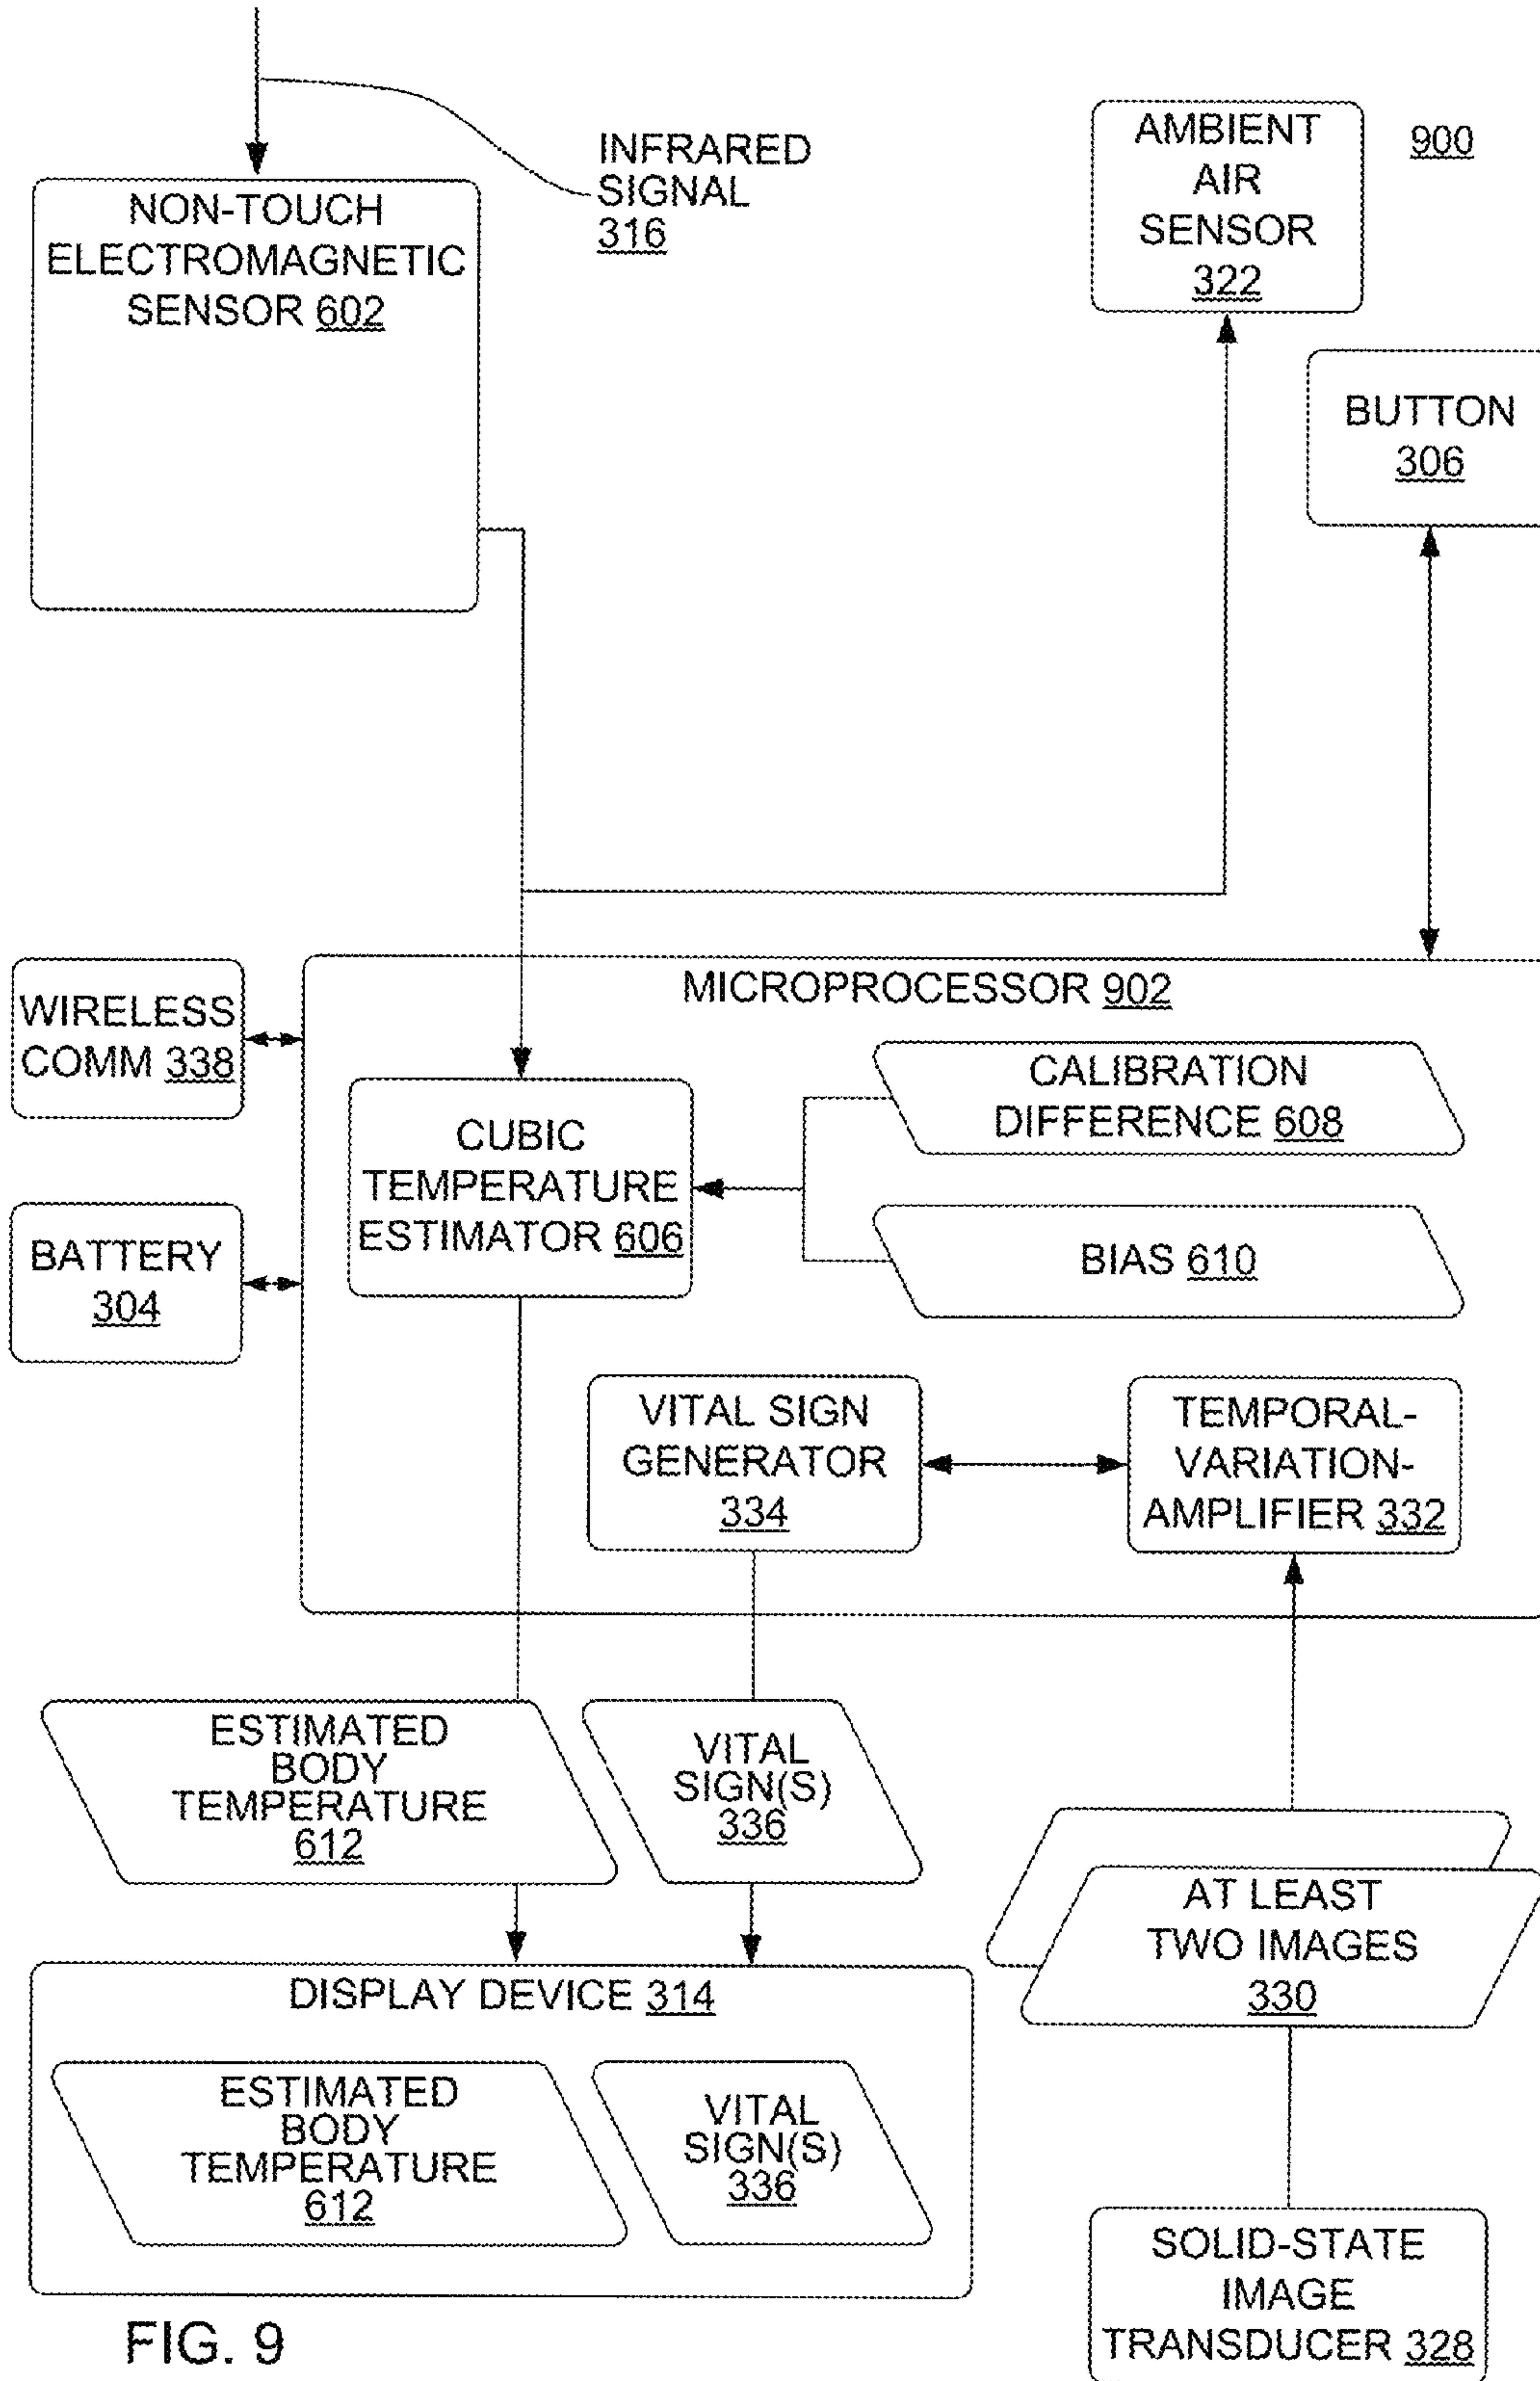 INFRARED
SIGNAL
316
AMBIENT
AIR
SENSOR
322
900
NON-TOUCH
ELECTROMAGNETIC
SENSOR 602
BUTTON
306
MICROPROCESSOR 902
WIRELESS
COMM 338
BATTERY
304
CUBIC
TEMPERATURE
ESTIMATOR 606
CALIBRATION
DIFFERENCE 608
BIAS 610
VITAL SIGN
GENERATOR
334
TEMPORAL-
VARIATION-
AMPLIFIER 332
ESTIMATED
BODY
TEMPERATURE
612
VITAL
SIGN(S)
336
AT LEAST
TWO IMAGES
330
DISPLAY DEVICE 314
ESTIMATED
BODY
TEMPERATURE
612
VITAL
SIGN(S)
336
SOLID-STATE
IMAGE
TRANSDUCER 328
FIG. 9